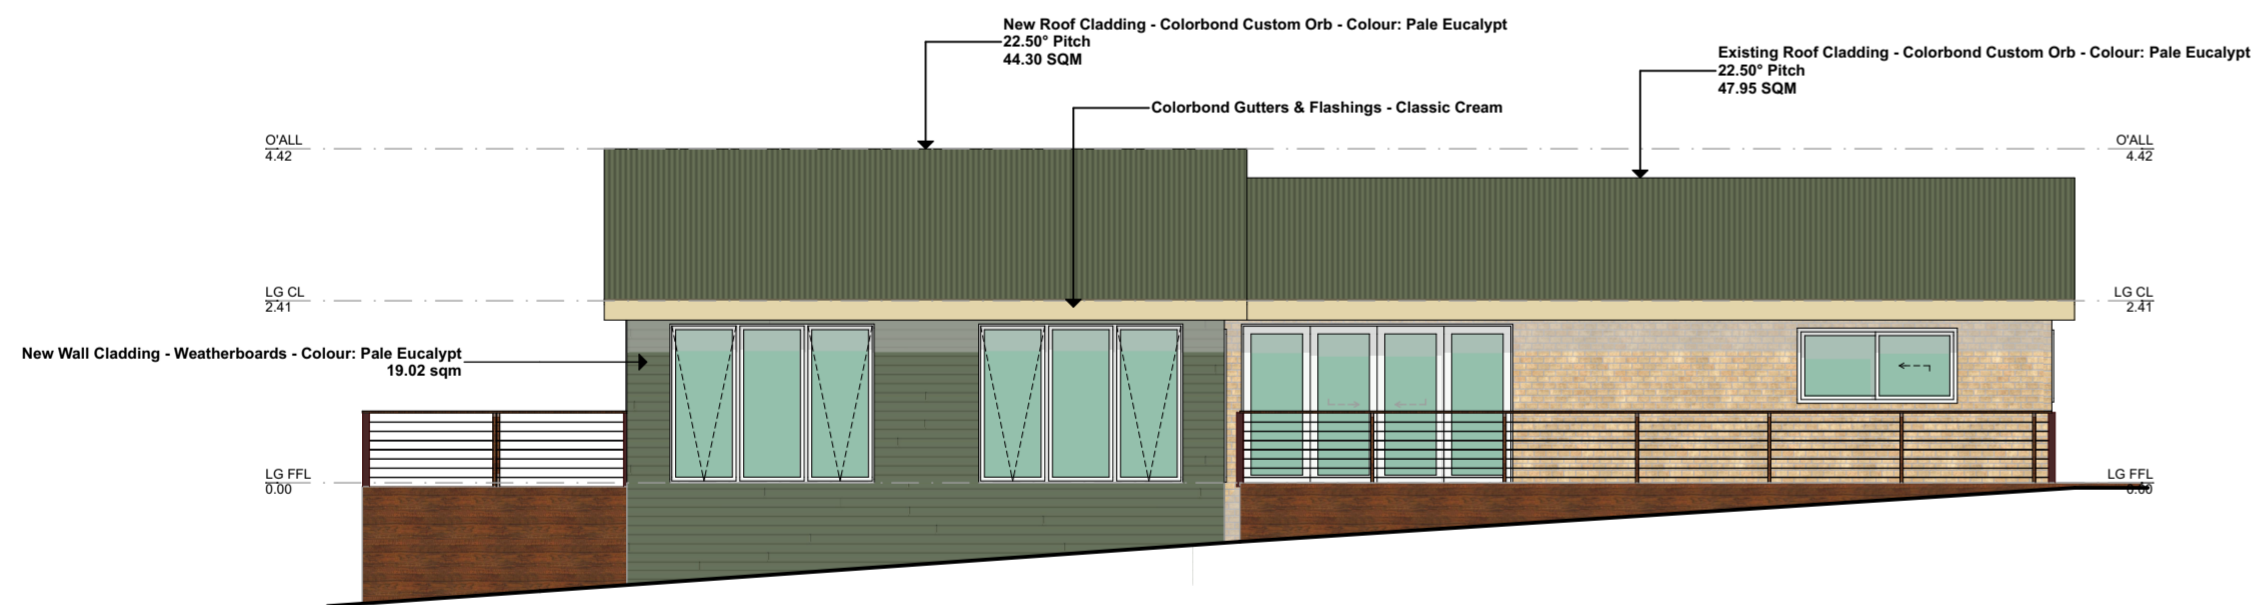 New Roof Cladding - Colorbond Custom Orb - Colour: Pale Eucalypt
22.50° Pitch
44.30 SQM
Existing Roof Cladding - Colorbond Custom Orb - Colour: Pale Eucalypt
22.50° Pitch
47.95 SQM
Colorbond Gutters & Flashings - Classic Cream
O'ALL
4.42
O'ALL
4.42
LG CL
2.41
LG CL
2.41
New Wall Cladding - Weatherboards - Colour: Pale Eucalypt
19.02 sqm
LG FFL
0.00
LG FFL
0.00